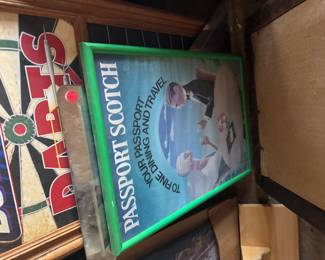 PASSPORT SCOTCH
YOUR PASSPORT
TO FINE DINING AND TRAVEL
DARTS